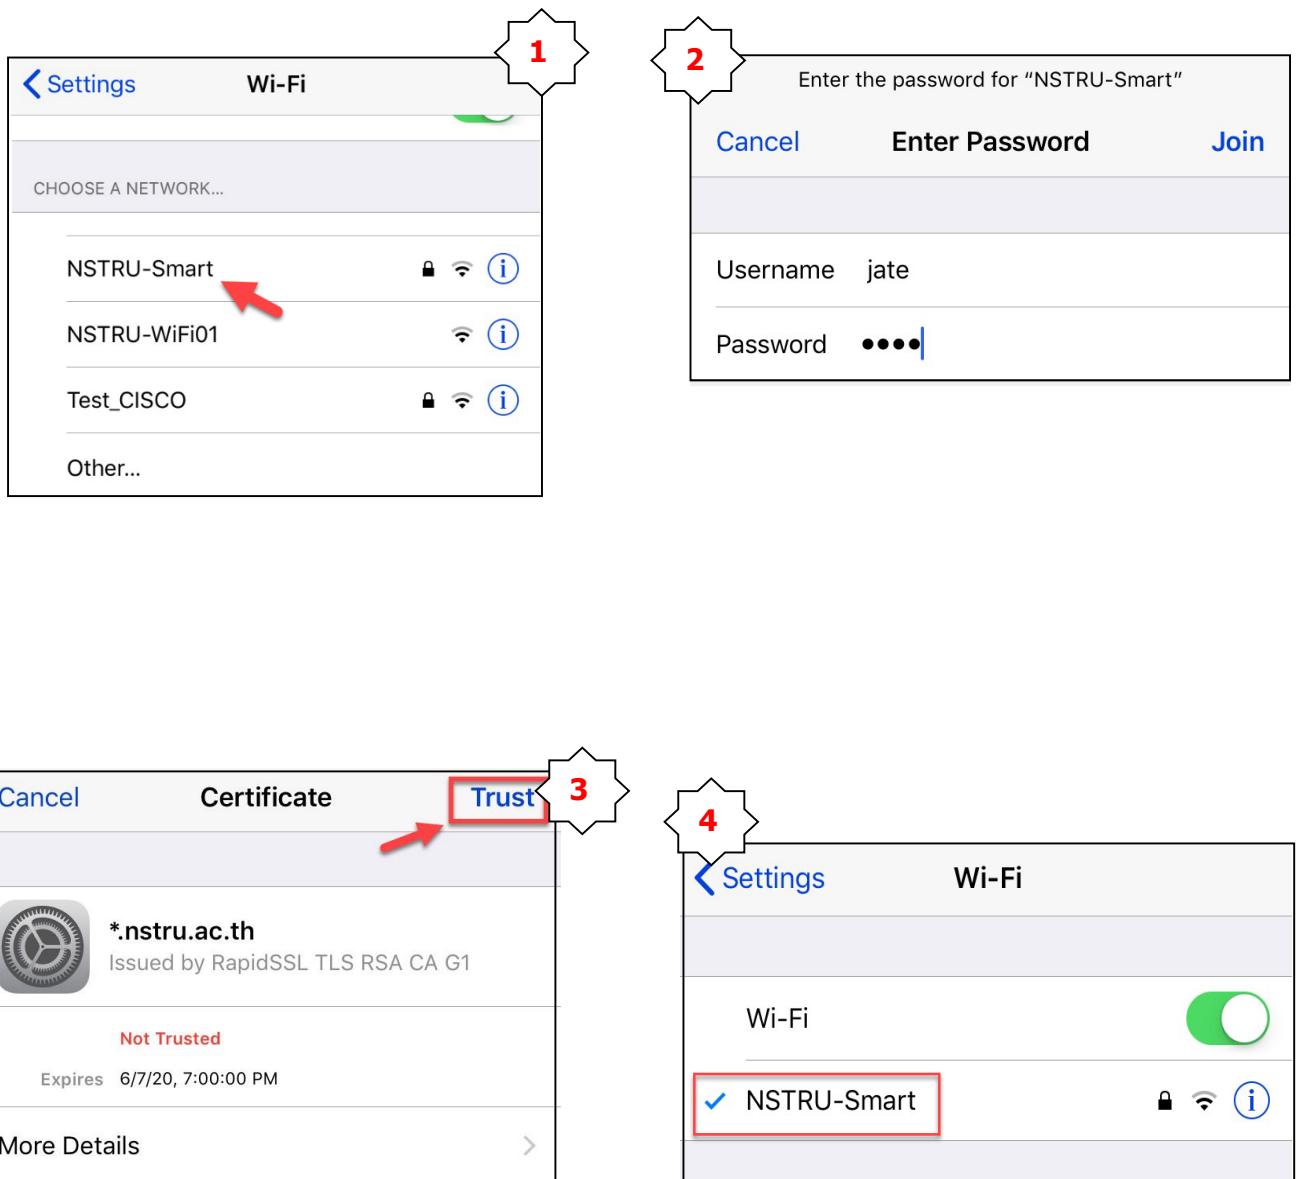 1
Settings Wi-Fi
CHOOSE A NETWORK...
NSTRU-Smart
NSTRU-WiFi01
Test_CISCO
Other...
2
Enter the password for “NSTRU-Smart”
Cancel Enter Password Join
Username jate
Password ••••
3
Cancel Certificate Trust
*.nstru.ac.th
Issued by RapidSSL TLS RSA CA G1
Not Trusted
Expires 6/7/20, 7:00:00 PM
More Details
4
Settings Wi-Fi
Wi-Fi
NSTRU-Smart